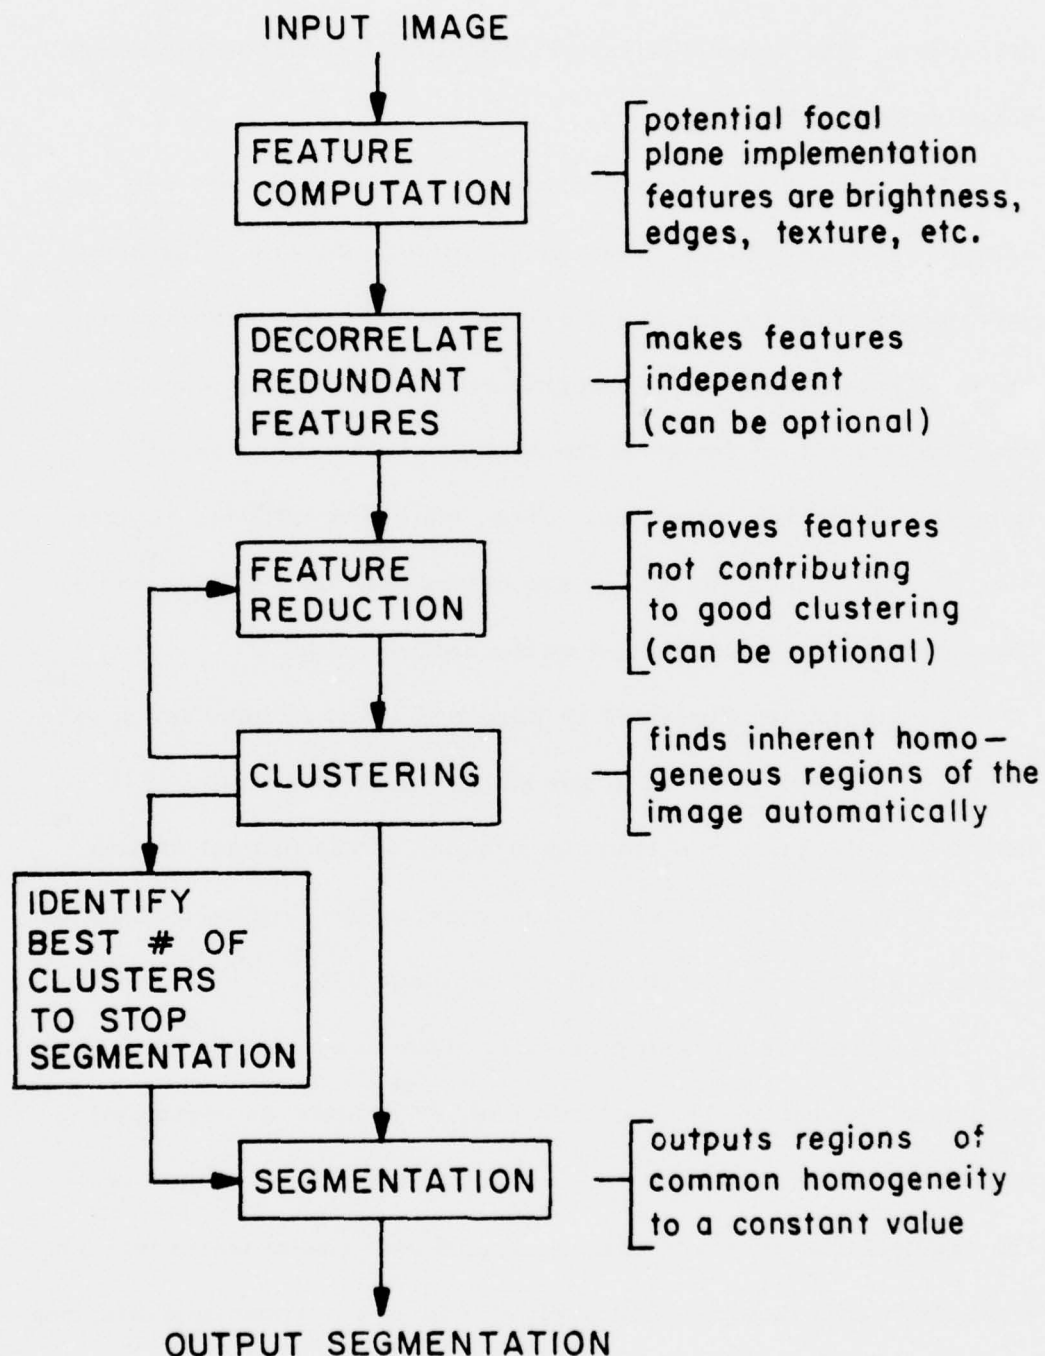 INPUT IMAGE
FEATURE
COMPUTATION
potential focal
plane implementation
features are brightness,
edges, texture, etc.
DECORRELATE
REDUNDANT
FEATURES
makes features
independent
(can be optional)
FEATURE
REDUCTION
removes features
not contributing
to good clustering
(can be optional)
CLUSTERING
finds inherent homo-
geneous regions of the
image automatically
IDENTIFY
BEST # OF
CLUSTERS
TO STOP
SEGMENTATION
SEGMENTATION
outputs regions of
common homogeneity
to a constant value
OUTPUT SEGMENTATION